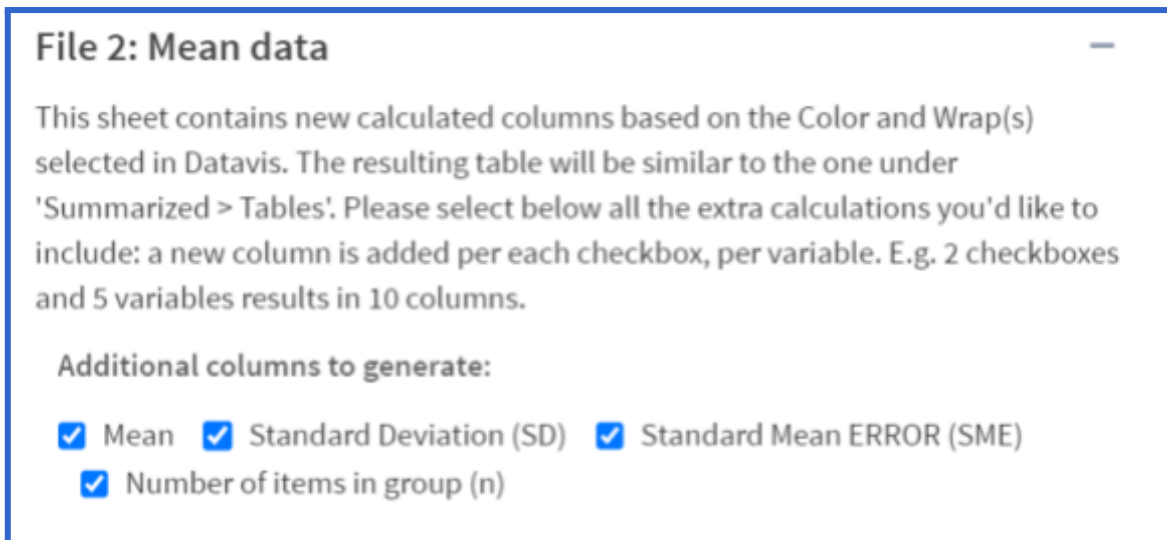 File 2: Mean data
This sheet contains new calculated columns based on the Color and Wrap(s)
selected in Datavis. The resulting table will be similar to the one under
'Summarized > Tables'. Please select below all the extra calculations you'd like to
include: a new column is added per each checkbox, per variable. E.g. 2 checkboxes
and 5 variables results in 10 columns.
Additional columns to generate:
Mean Standard Deviation (SD) Standard Mean ERROR (SME)
Number of items in group (n)